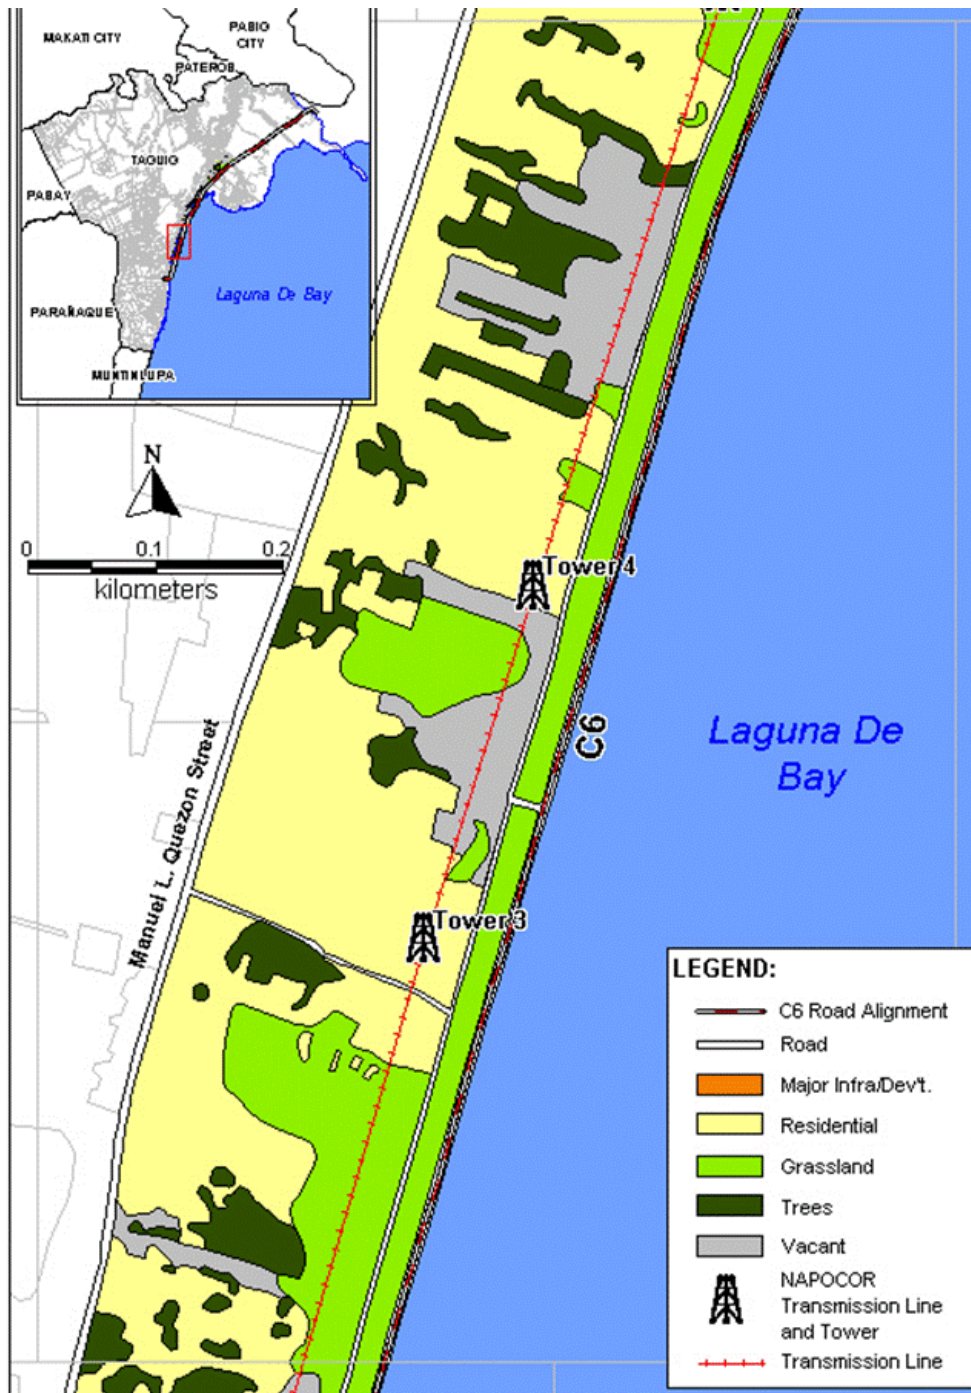 MAKATI CITY
PASIG
CITY
PATEROS
TAGUIG
PASAY
PARAÑAQUE
Laguna De Bay
MUNTINLUPA
N
0 0.1 0.2
kilometers
Tower 4
C6
Laguna De
Bay
Manuel L. Quezon Street
Tower 3
LEGEND:
C6 Road Alignment
Road
Major Infra/Dev't.
Residential
Grassland
Trees
Vacant
NAPOCOR
Transmission Line
and Tower
Transmission Line